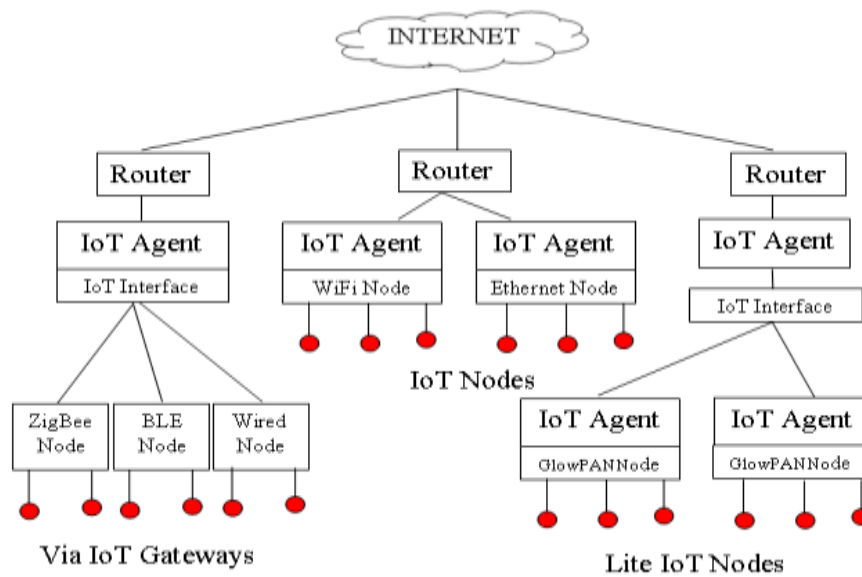 INTERNET
Router
Router
Router
IoT Agent
IoT Interface
IoT Agent
WiFi Node
IoT Agent
Ethernet Node
IoT Agent
IoT Interface
IoT Nodes
ZigBee
Node
BLE
Node
Wired
Node
IoT Agent
GlowPANNode
IoT Agent
GlowPANNode
Via IoT Gateways
Lite IoT Nodes